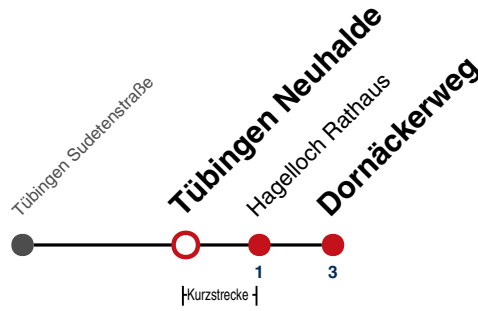 Tübingen Sudetenstraße
Tübingen Neuhalde
Hagelloch Rathaus
Dornäckerweg
1
3
Kurzstrecke